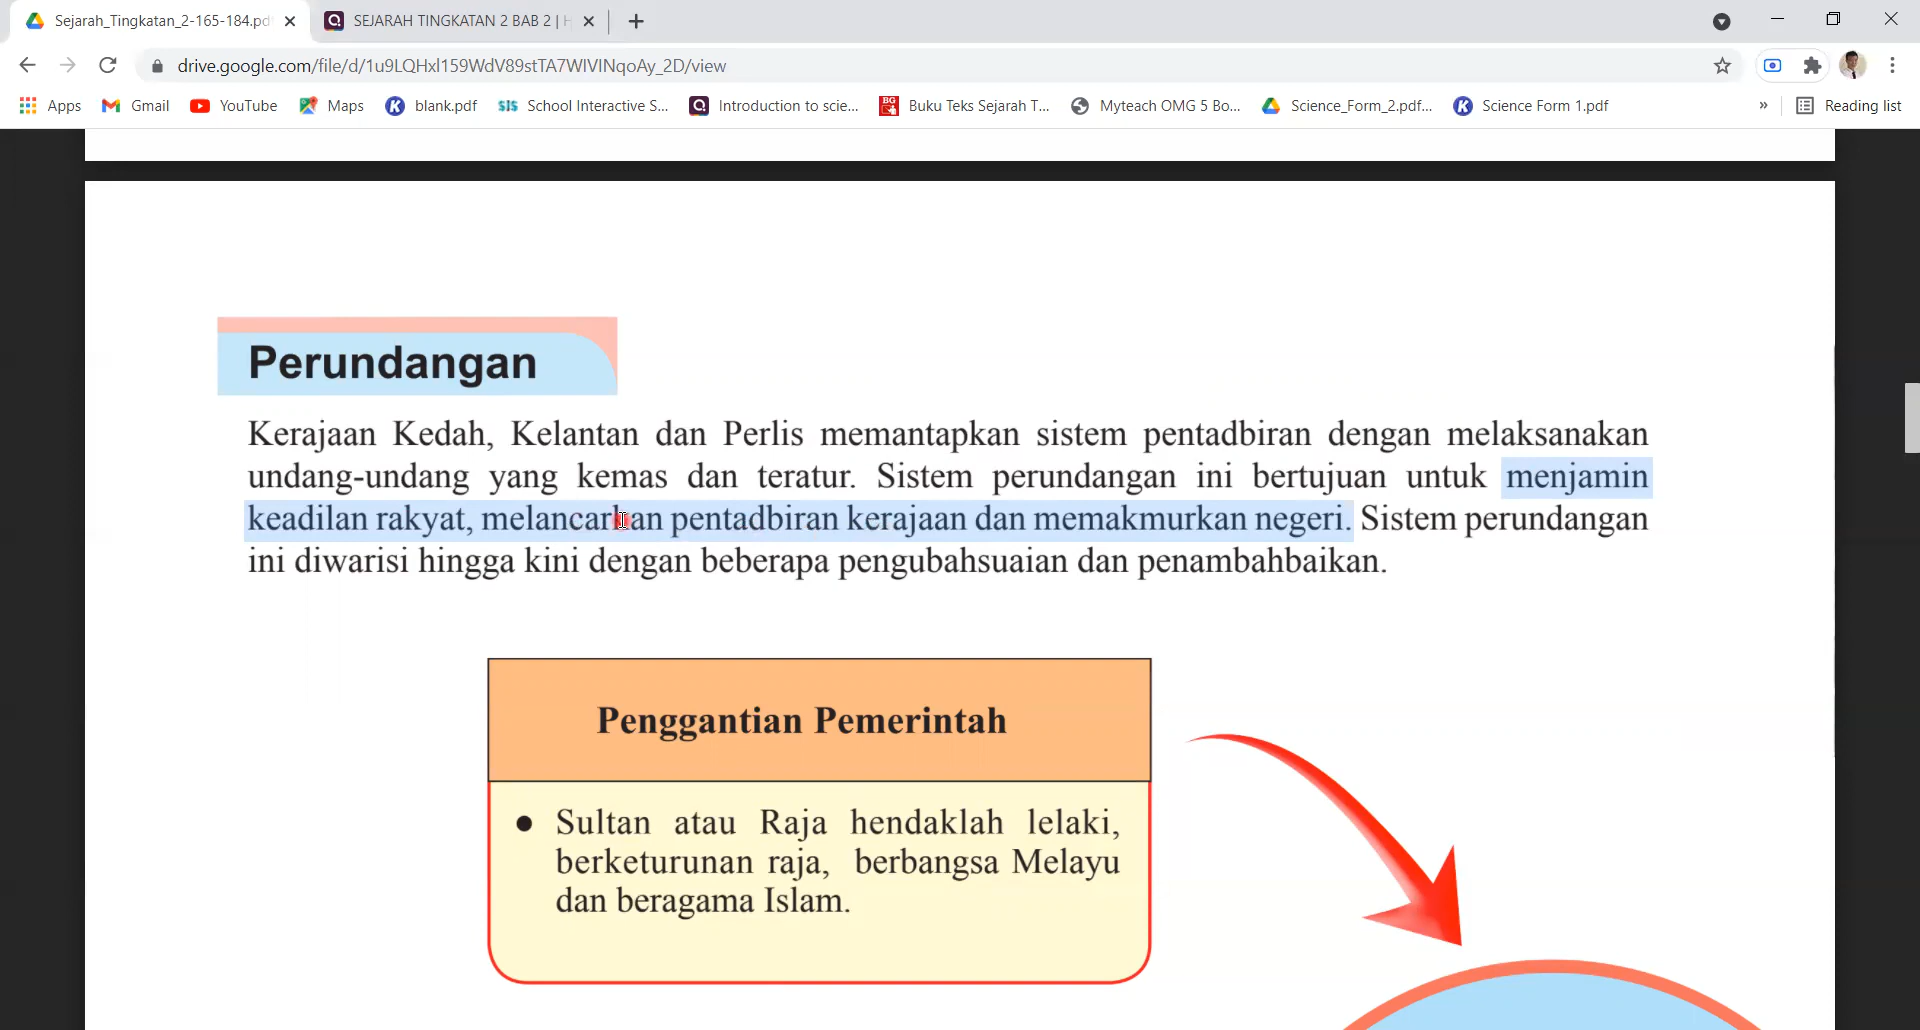 Sejarah_Tingkatan_2-165-184.pd
SEJARAH TINGKATAN 2 BAB 2 |
drive.google.com/file/d/1u9LQHxl159WdV89stTA7WlVINqoAy_2D/view
Apps Gmail YouTube Maps blank.pdf School Interactive S... Introduction to scie... Buku Teks Sejarah T... Myteach OMG 5 Bo... Science_Form_2.pdf... Science Form 1.pdf » Reading list
Perundangan
Kerajaan Kedah, Kelantan dan Perlis memantapkan sistem pentadbiran dengan melaksanakan
undang-undang yang kemas dan teratur. Sistem perundangan ini bertujuan untuk menjamin
keadilan rakyat, melancarkan pentadbiran kerajaan dan memakmurkan negeri. Sistem perundangan
ini diwarisi hingga kini dengan beberapa pengubahsuaian dan penambahbaikan.
Penggantian Pemerintah
● Sultan atau Raja hendaklah lelaki,
berketurunan raja, berbangsa Melayu
dan beragama Islam.